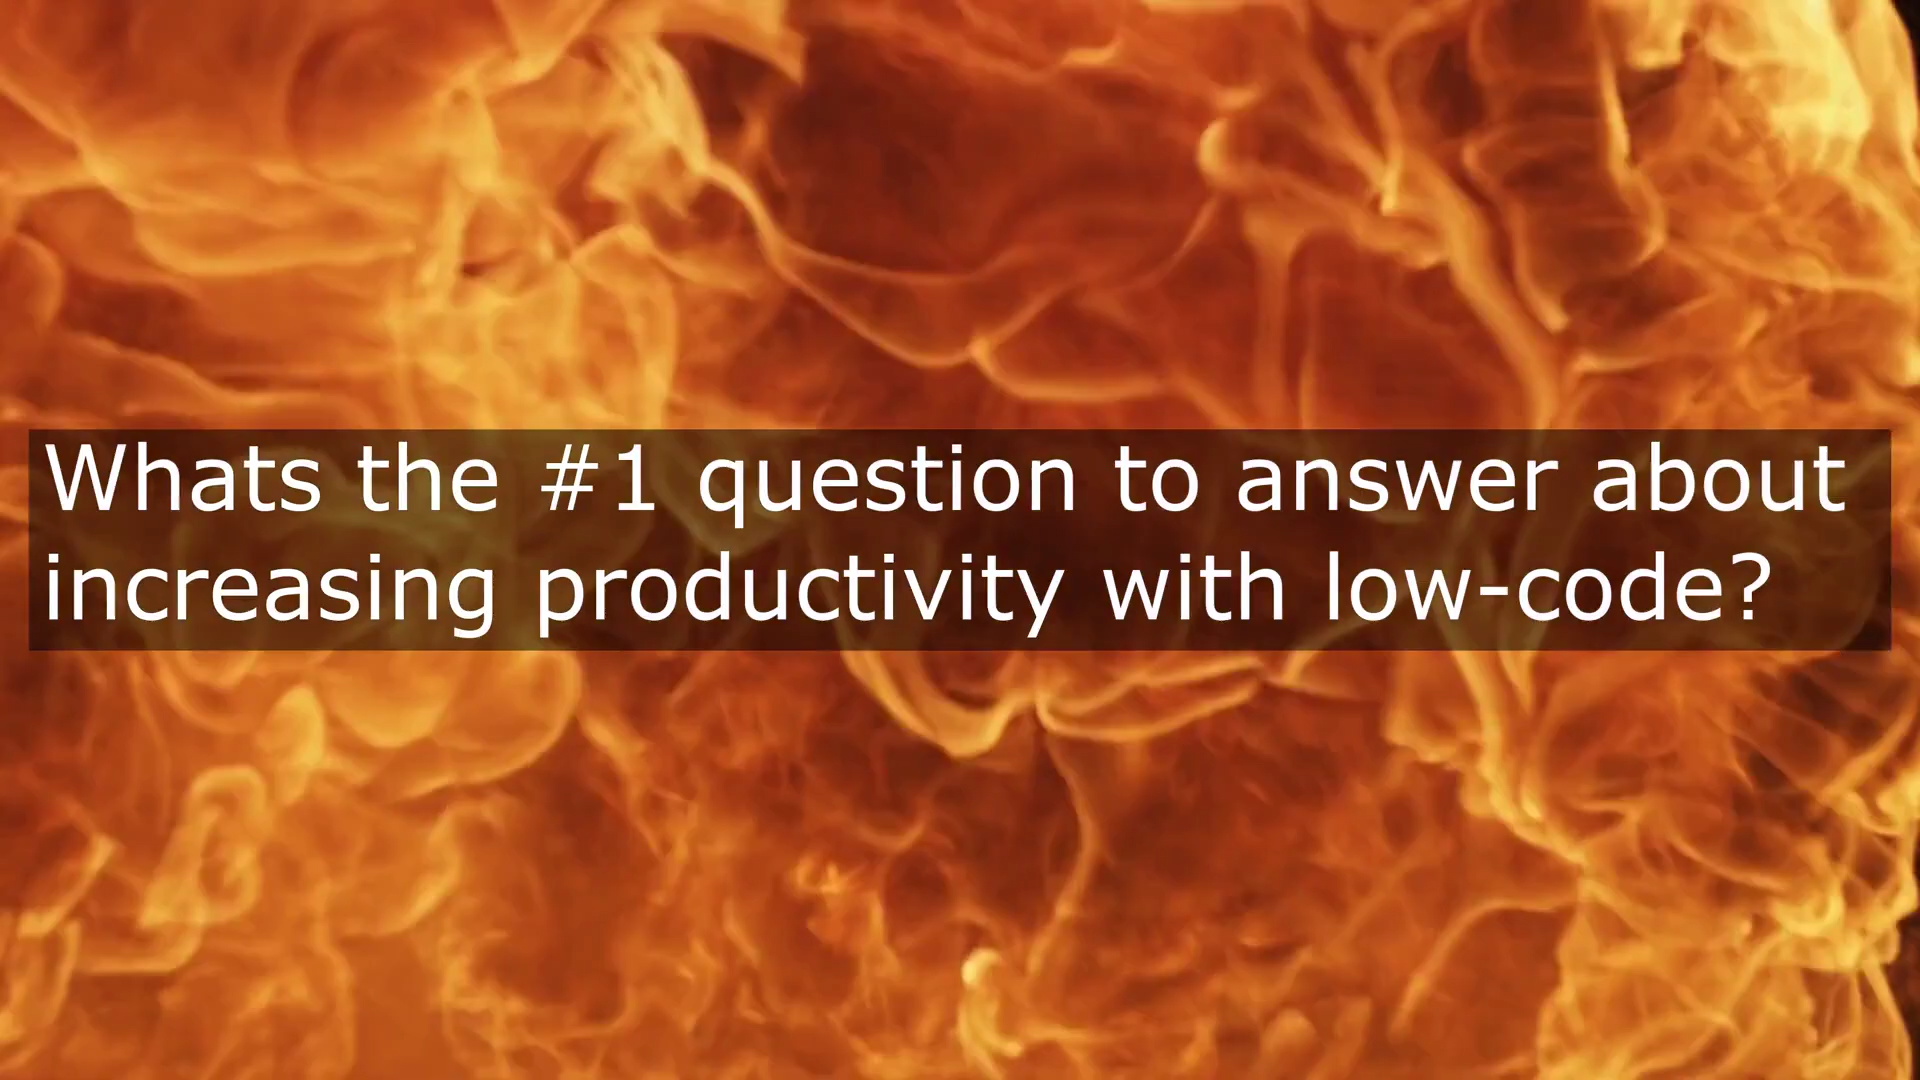 Whats the #1 question to answer about
increasing productivity with low-code?